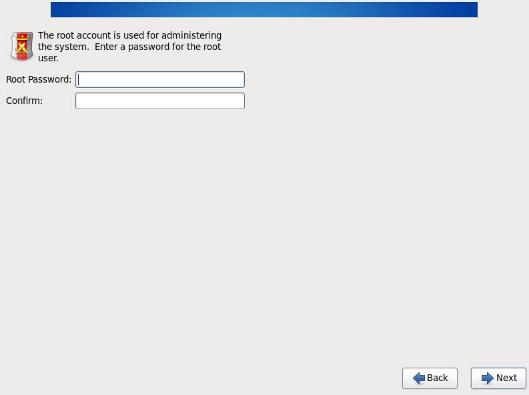 The root account is used for administering
the system.  Enter a password for the root
user.
Root Password:
Confirm:
Back
Next